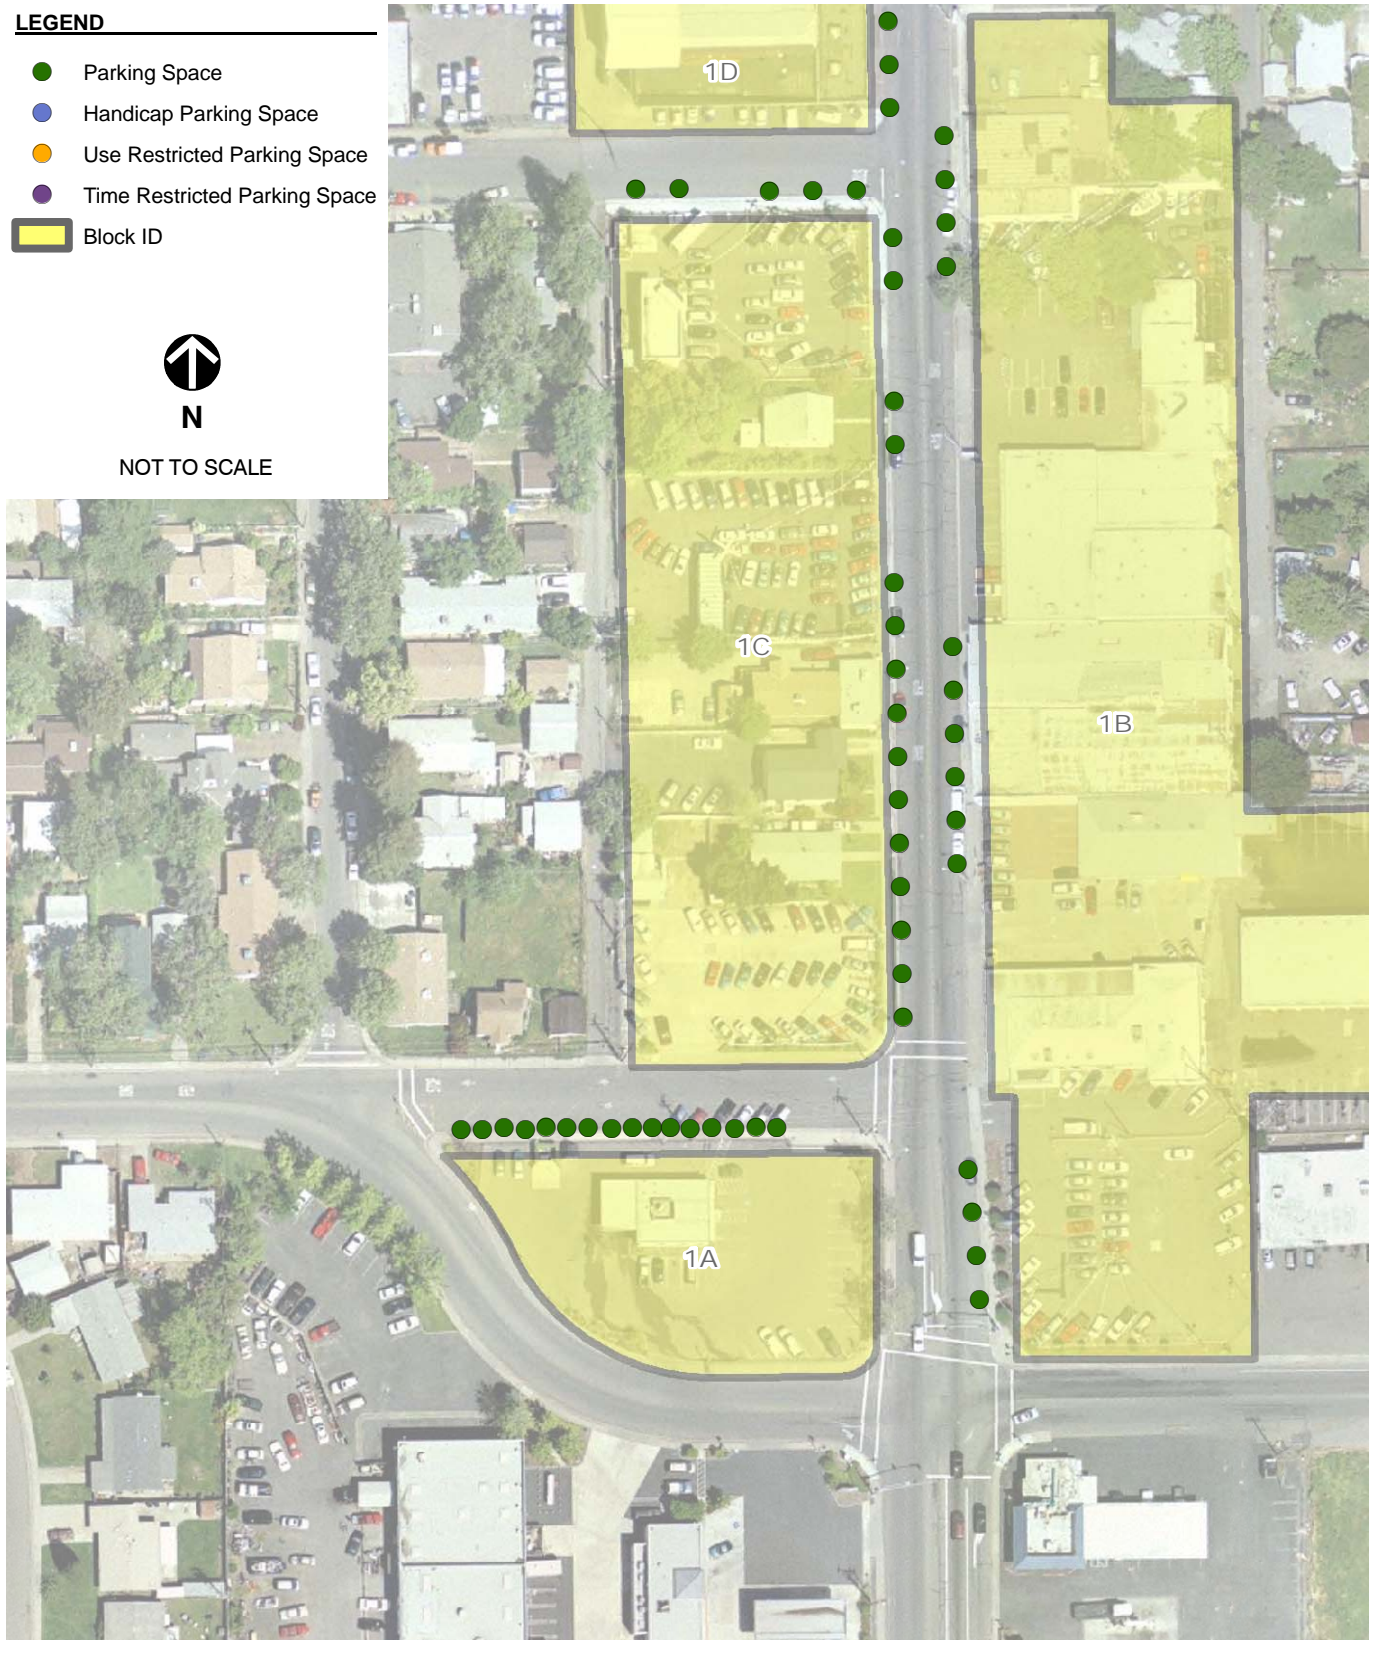 LEGEND
Parking Space
Handicap Parking Space
Use Restricted Parking Space
Time Restricted Parking Space
Block ID
N
NOT TO SCALE
1D
1C
1B
1A